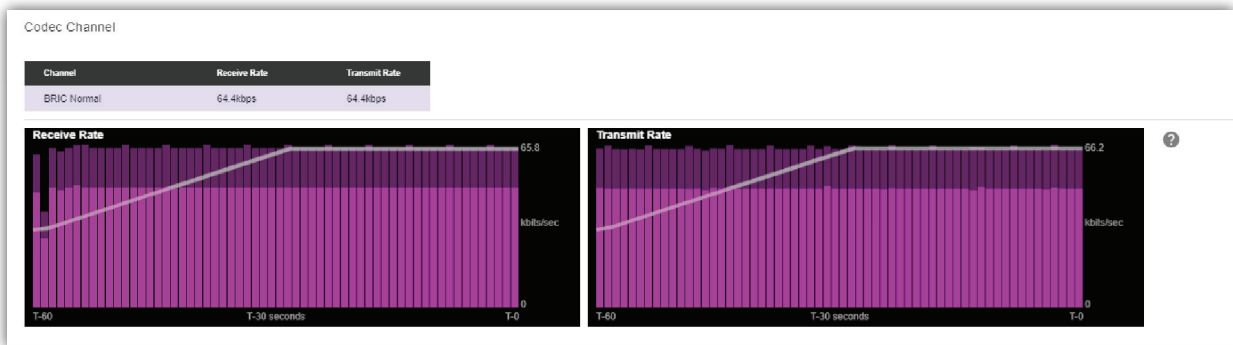 Codec Channel
Channel Receive Rate Transmit Rate
BRIC Normal 64.4kbps 64.4kbps
Receive Rate
65.8
kbits/sec
0
T-60 T-30 seconds T-0
Transmit Rate
66.2
kbits/sec
0
T-60 T-30 seconds T-0
?